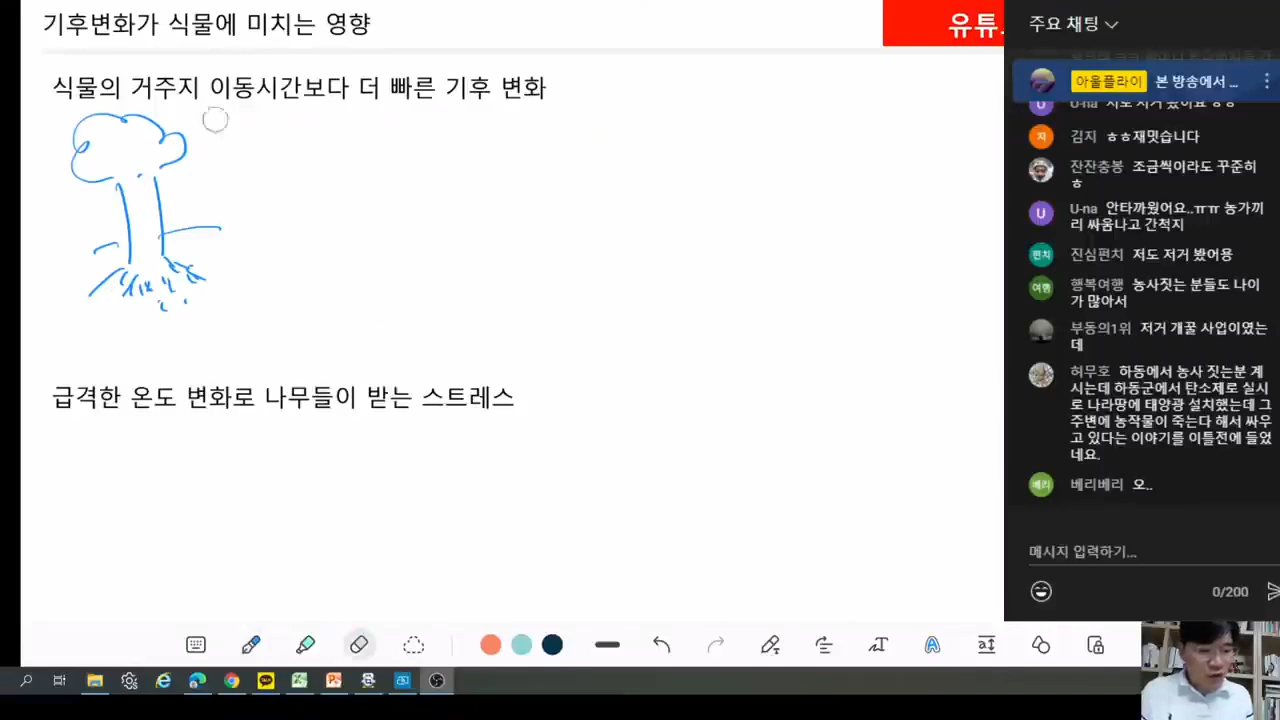 기후변화가 식물에 미치는 영향
유튜
식물의 거주지 이동시간보다 더 빠른 기후 변화
급격한 온도 변화로 나무들이 받는 스트레스
주요 채팅
아울플라이 본 방송에서 ...
U-na 저도 저거 봤어요 ㅎㅎ
김지 ㅎㅎ재밋습니다
잔잔충봉 조금씩이라도 꾸준히
ㅎ
U-na 안타까웠어요..ㅠㅠ 농가끼
리 싸움나고 간척지
진심펀치 저도 저거 봤어용
행복여행 농사짓는 분들도 나이
가 많아서
부동의1위 저거 개꿀 사업이였는
데
허무호 하동에서 농사 짓는분 계
시는데 하동군에서 탄소제로 실시
로 나라땅에 태양광 설치했는데 그
주변에 농작물이 죽는다 해서 싸우
고 있다는 이야기를 이틀전에 들었
네요.
베리베리 오..
메시지 입력하기...
0/200